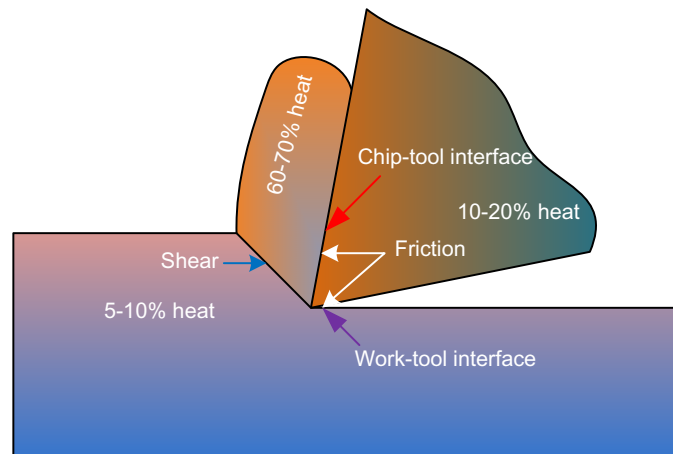 60-70% heat
Chip-tool interface
10-20% heat
Shear
Friction
5-10% heat
Work-tool interface